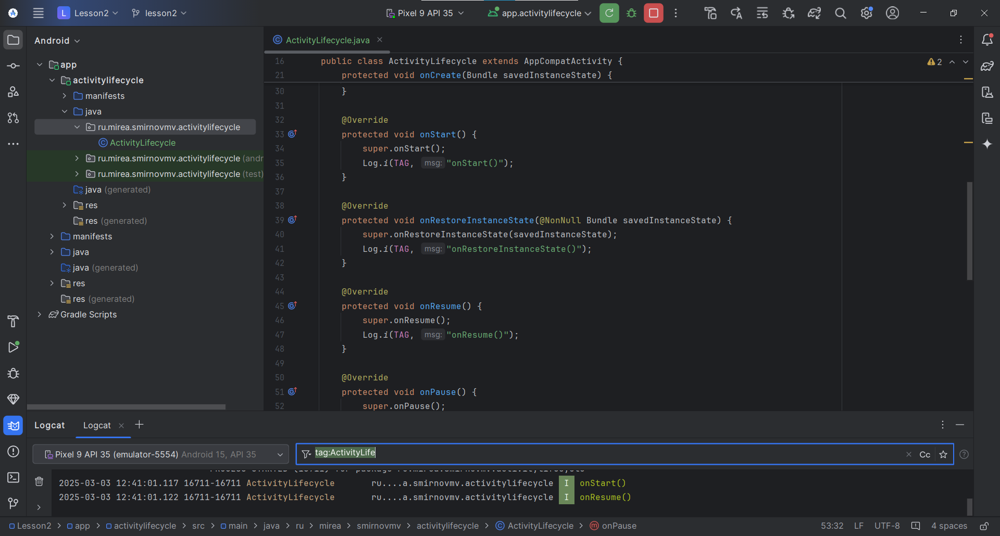 L Lesson2 lesson2 Pixel 9 API 35 app.activitylifecycle
Android
ActivityLifecycle.java
app
activitylifecycle
manifests
java
ru.mirea.smirnovmv.activitylifecycle
ActivityLifecycle
ru.mirea.smirnovmv.activitylifecycle (andr
ru.mirea.smirnovmv.activitylifecycle (test)
java (generated)
res
res (generated)
manifests
java
java (generated)
res
res (generated)
Gradle Scripts
16 public class ActivityLifecycle extends AppCompatActivity {
2
21 protected void onCreate(Bundle savedInstanceState) {
30 }
31
32 @Override
33 protected void onStart() {
34 super.onStart();
35 Log.i(TAG, msg: "onStart()");
36 }
37
38 @Override
39 protected void onRestoreInstanceState(@NonNull Bundle savedInstanceState) {
40 super.onRestoreInstanceState(savedInstanceState);
41 Log.i(TAG, msg: "onRestoreInstanceState()");
42 }
43
44 @Override
45 protected void onResume() {
46 super.onResume();
47 Log.i(TAG, msg: "onResume()");
48 }
49
50 @Override
51 protected void onPause() {
52 super.onPause();
Logcat Logcat
Pixel 9 API 35 (emulator-5554) Android 15, API 35
tag:ActivityLife
Cc
PROCESS STARTED (16711) for package ru.mirea.smirnovmv.activitylifecycle
2025-03-03 12:41:01.117 16711-16711 ActivityLifecycle ru....a.smirnovmv.activitylifecycle I onStart()
2025-03-03 12:41:01.122 16711-16711 ActivityLifecycle ru....a.smirnovmv.activitylifecycle I onResume()
Lesson2 > app > activitylifecycle > src > main > java > ru > mirea > smirnovmv > activitylifecycle > ActivityLifecycle > onPause
53:32 LF UTF-8 4 spaces